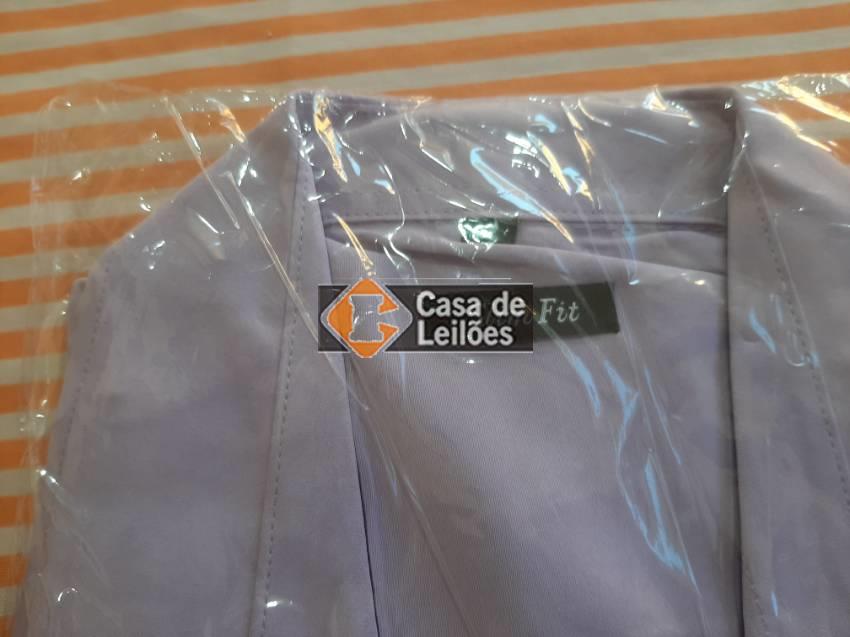 Casa de
Leilões
Fit